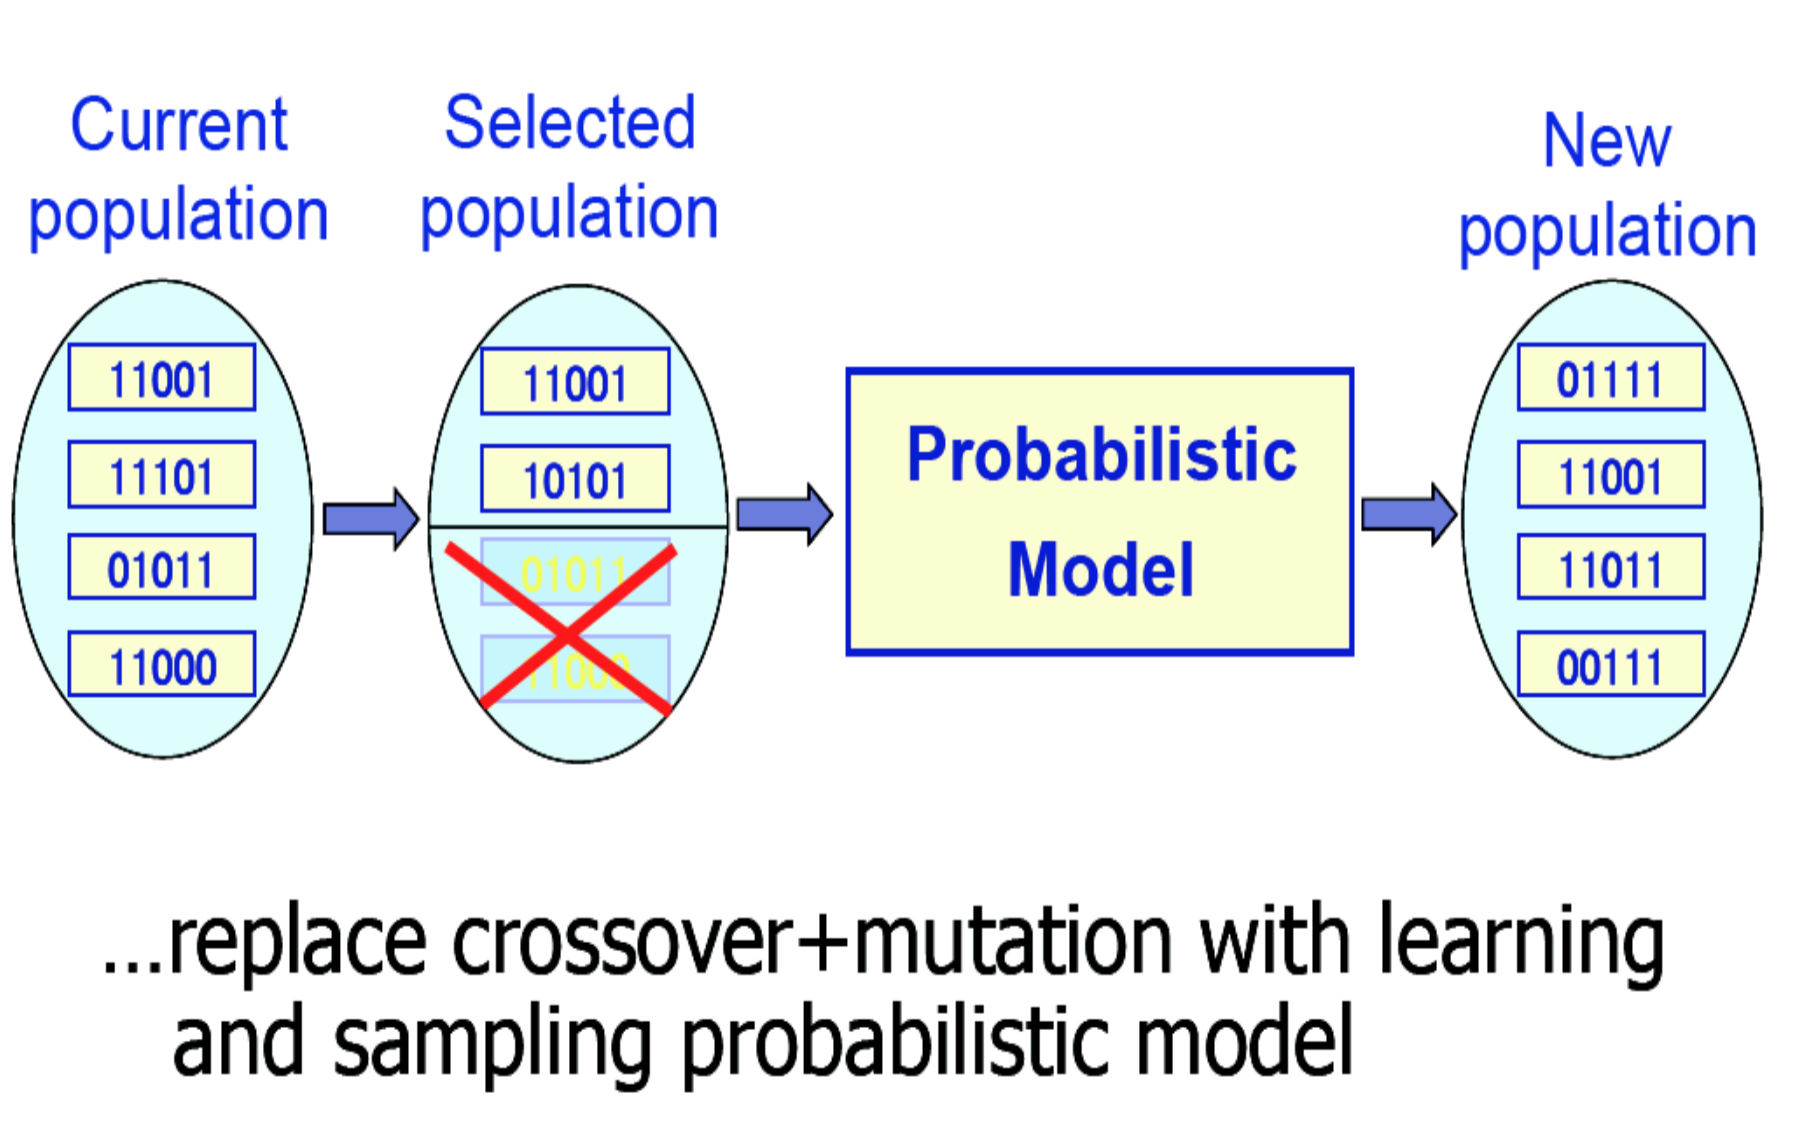 Current
population
Selected
population
New
population
11001
11101
01011
11000
11001
10101
01011
11000
Probabilistic
Model
01111
11001
11011
00111
...replace crossover+mutation with learning
and sampling probabilistic model